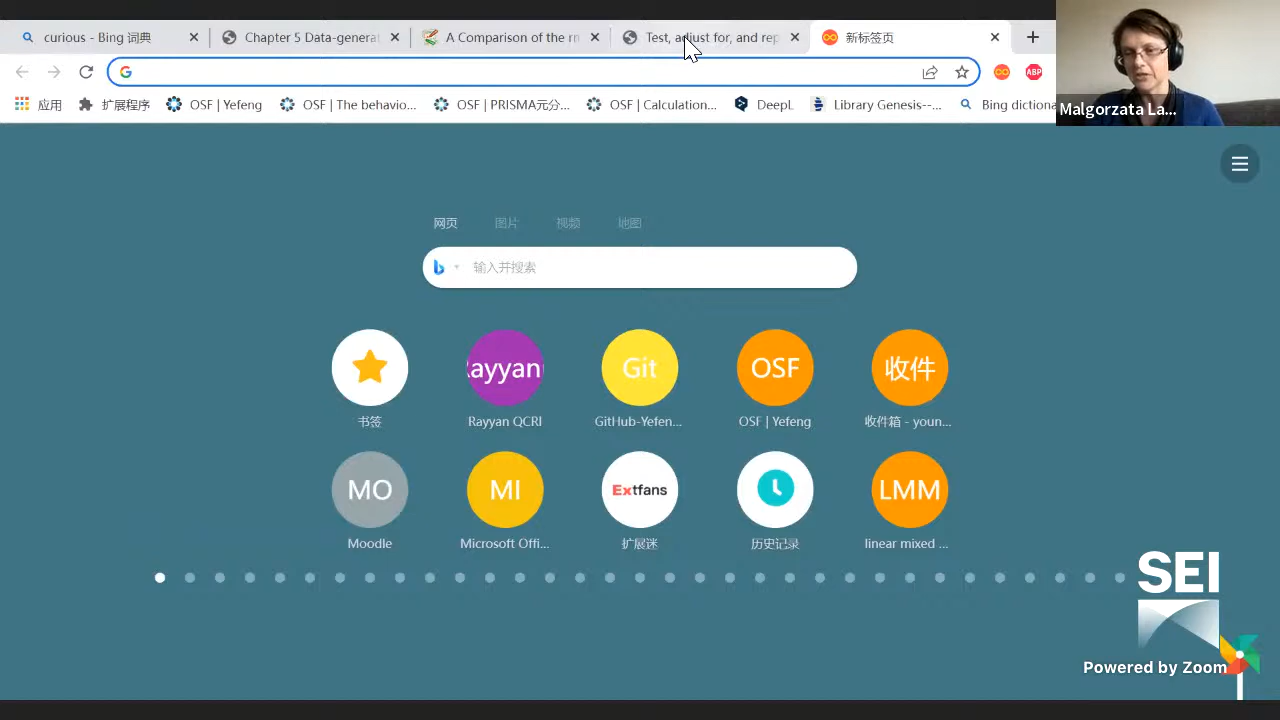 curious - Bing 词典
Chapter 5 Data-generat
A Comparison of the rm
Test, adjust for, and rep
新标签页
应用
扩展程序
OSF | Yefeng
OSF | The behavio...
OSF | PRISMA元分...
OSF | Calculation...
DeepL
Library Genesis--...
Bing dictiona
ABP
Malgorzata La...
网页
图片
视频
地图
输入并搜索
Rayyan
Git
OSF
收件
书签
Rayyan QCRI
GitHub-Yefen...
OSF | Yefeng
收件箱 - youn...
MO
MI
Extfans
LMM
Moodle
Microsoft Offi...
扩展迷
历史记录
linear mixed ...
SEI
Powered by Zoom